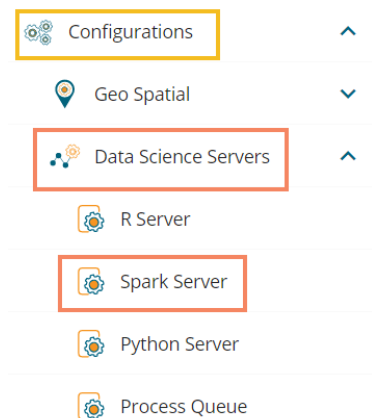 Configurations
Geo Spatial
Data Science Servers
R Server
Spark Server
Python Server
Process Queue